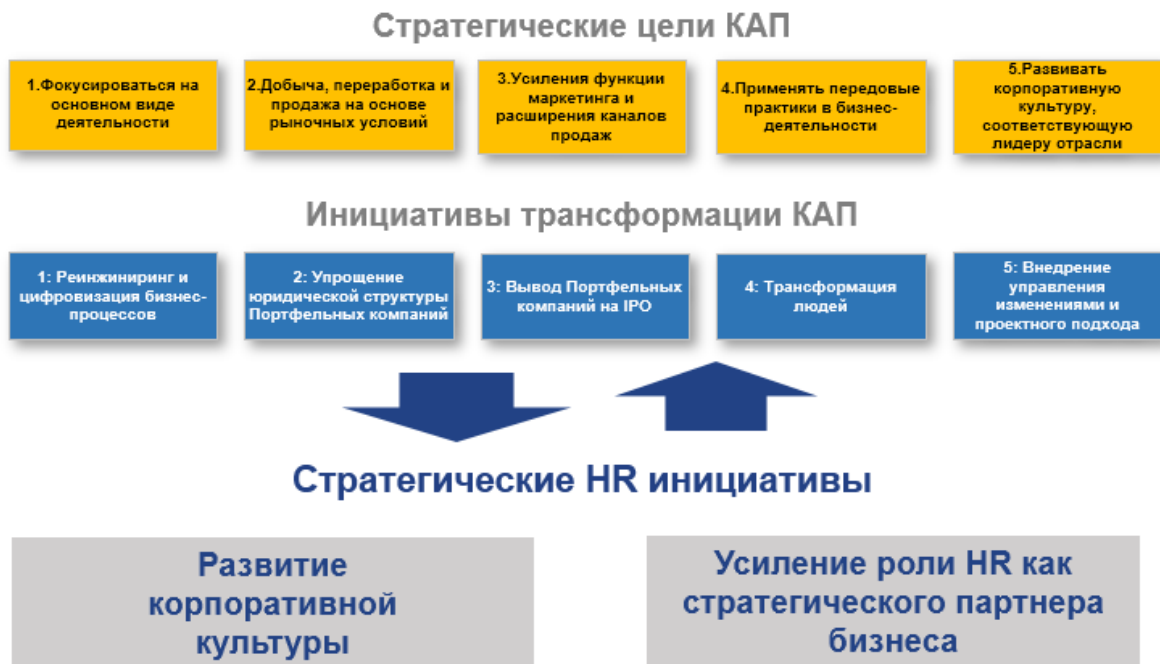 Стратегические цели КАП
1.Фокусироваться на
основном виде
деятельности
2.Добыча, переработка и
продажа на основе
рыночных условий
3.Усиления функции
маркетинга и
расширения каналов
продаж
4.Применять передовые
практики в бизнес-
деятельности
5.Развивать
корпоративную
культуру,
соответствующую
лидеру отрасли
Инициативы трансформации КАП
1: Реинжиниринг и
цифровизация бизнес-
процессов
2: Упрощение
юридической структуры
Портфельных компаний
3: Вывод Портфельных
компаний на IPO
4: Трансформация
людей
5: Внедрение
управления
изменениями и
проектного подхода
Стратегические HR инициативы
Развитие
корпоративной
культуры
Усиление роли HR как
стратегического партнера
бизнеса